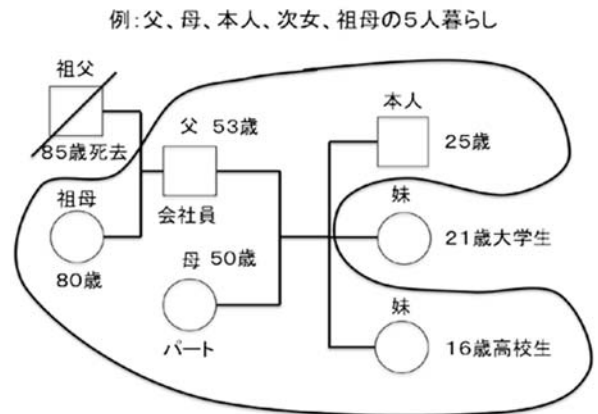 例：父、母、本人、次女、祖母の５人暮らし
祖父
85歳死去
父 53歳
会社員
本人
25歳
祖母
80歳
母 50歳
パート
妹
21歳大学生
妹
16歳高校生